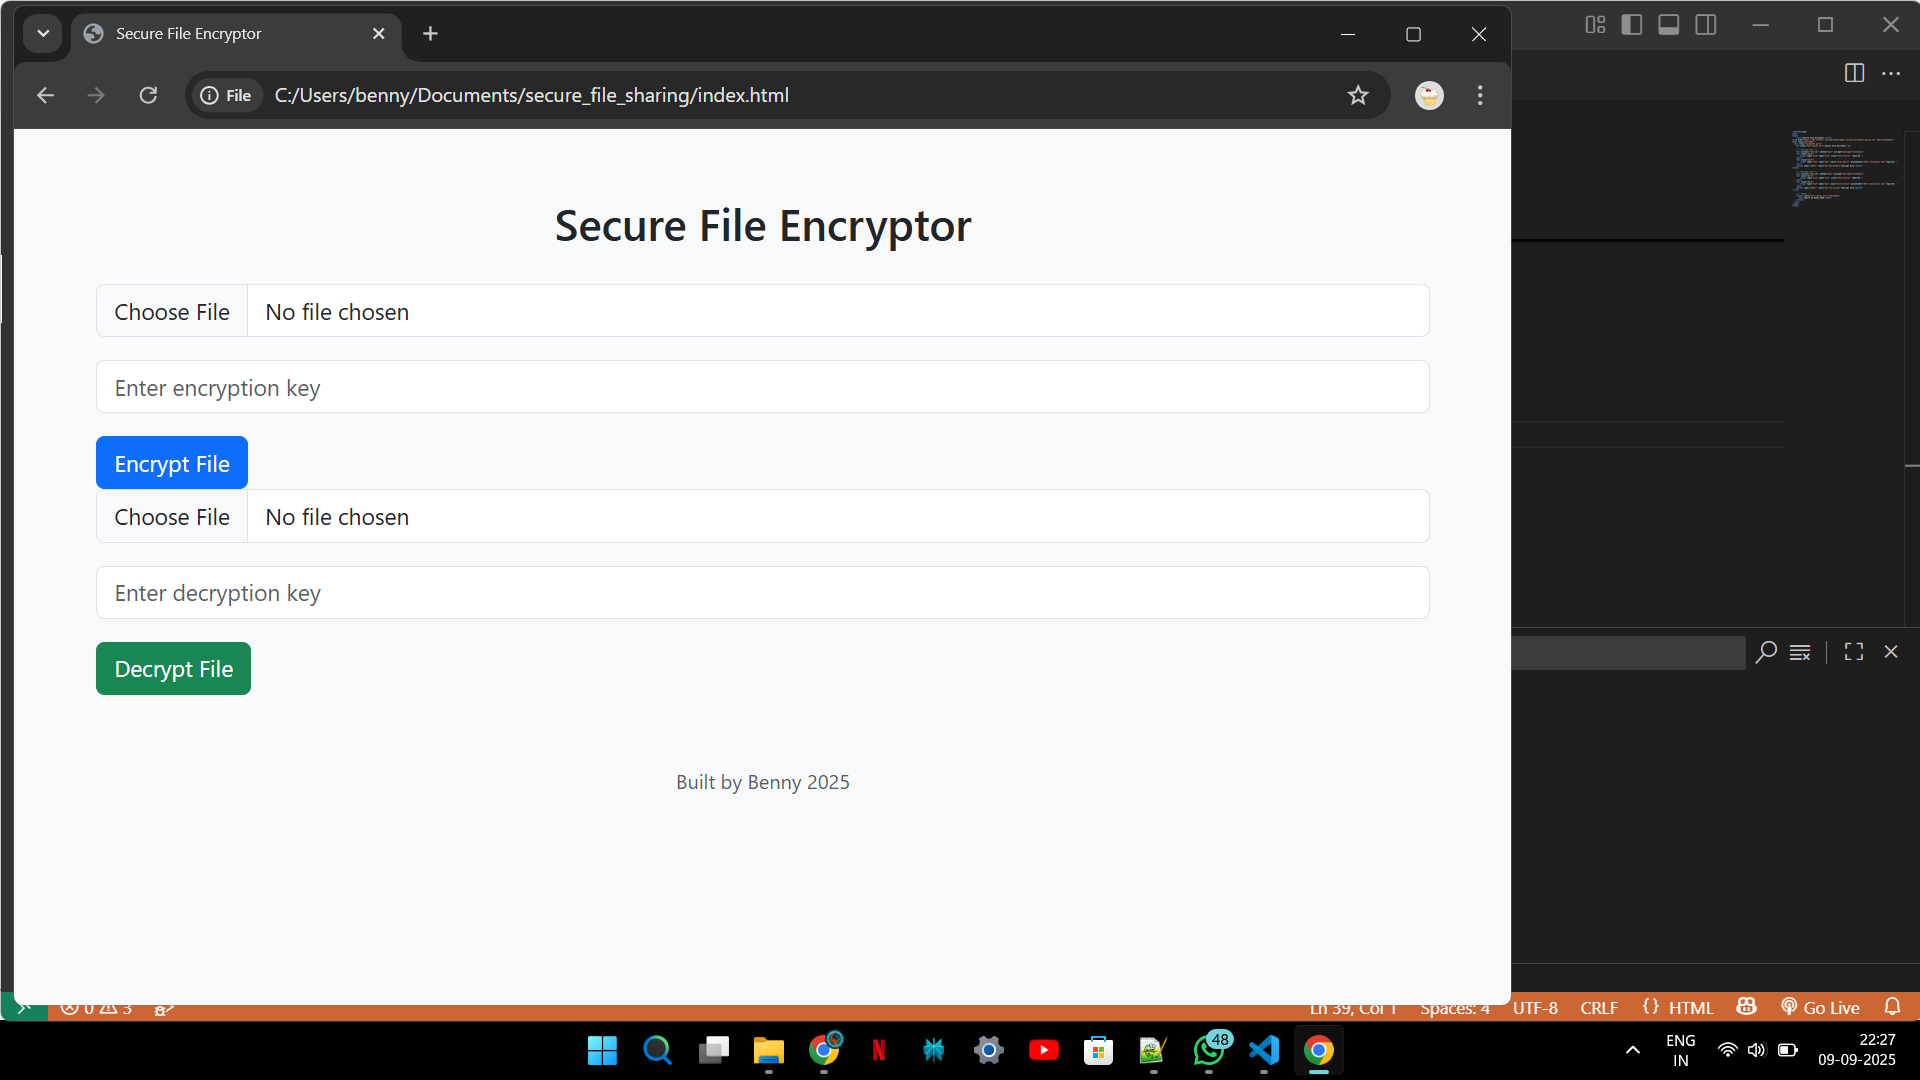 Secure File Encryptor
File
C:/Users/benny/Documents/secure_file_sharing/index.html
Secure File Encryptor
Choose File No file chosen
Enter encryption key
Encrypt File
Choose File No file chosen
Enter decryption key
Decrypt File
Built by Benny 2025
0 3 Ln 39, Col 1 Spaces: 4 UTF-8 CRLF {} HTML Go Live
48
ENG
IN
22:27
09-09-2025